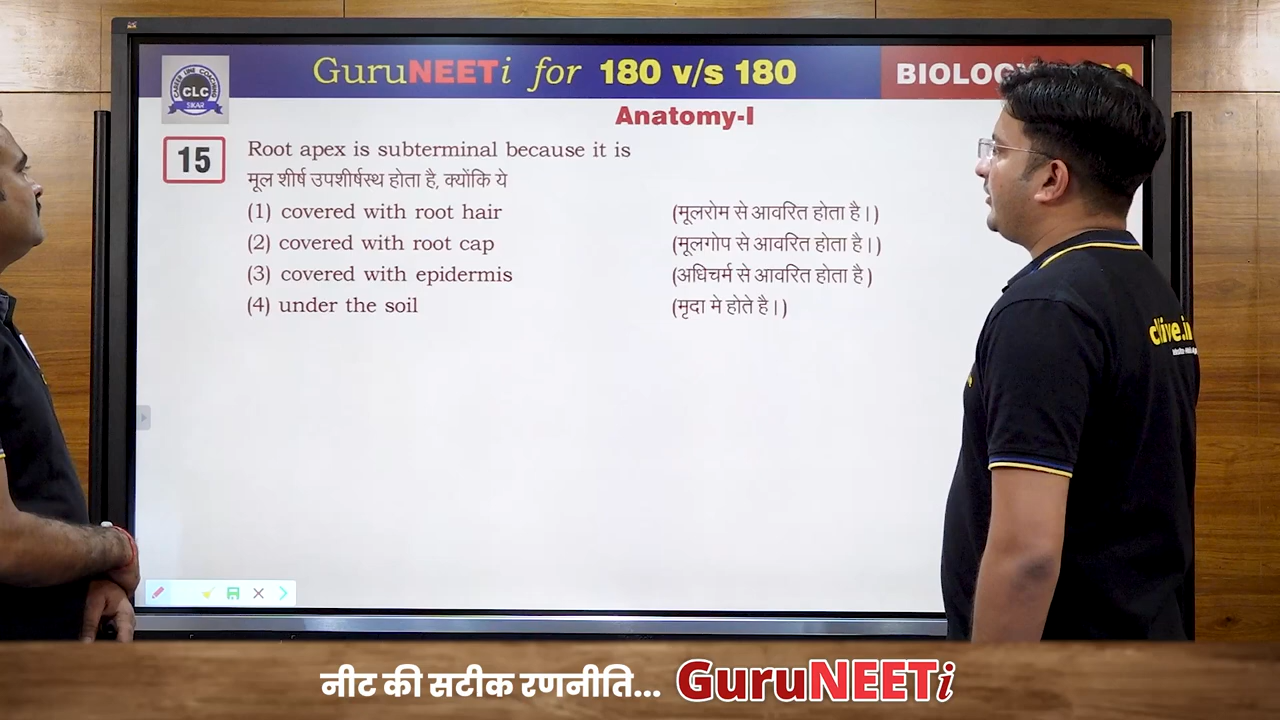 GuruNEETi for 180 v/s 180
CLC
SIKAR
Anatomy-I
15
Root apex is subterminal because it is
मूल शीर्ष उपशीर्षस्थ होता है, क्योंकि ये
(1) covered with root hair (मूलरोम से आवरित होता है।)
(2) covered with root cap (मूलगोप से आवरित होता है।)
(3) covered with epidermis (अधिचर्म से आवरित होता है )
(4) under the soil (मृदा मे होते है।)
नीट की सटीक रणनीति... GuruNEETi